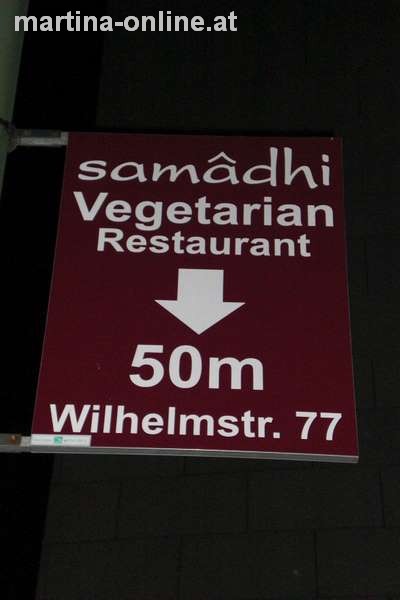 martina-online.at
samâdhi
Vegetarian
Restaurant
50m
Wilhelmstr. 77